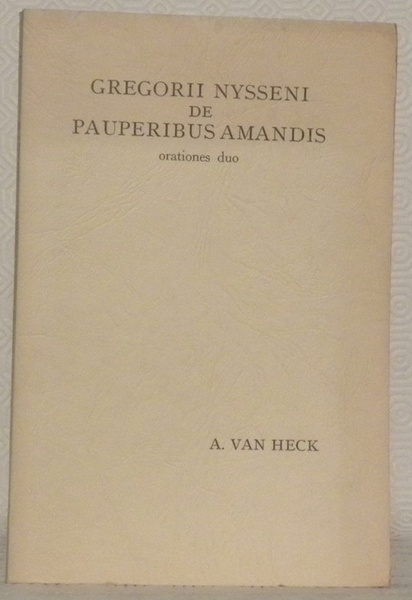 GREGORII NYSSENI
DE
PAUPERIBUS AMANDIS
orationes duo
A. VAN HECK